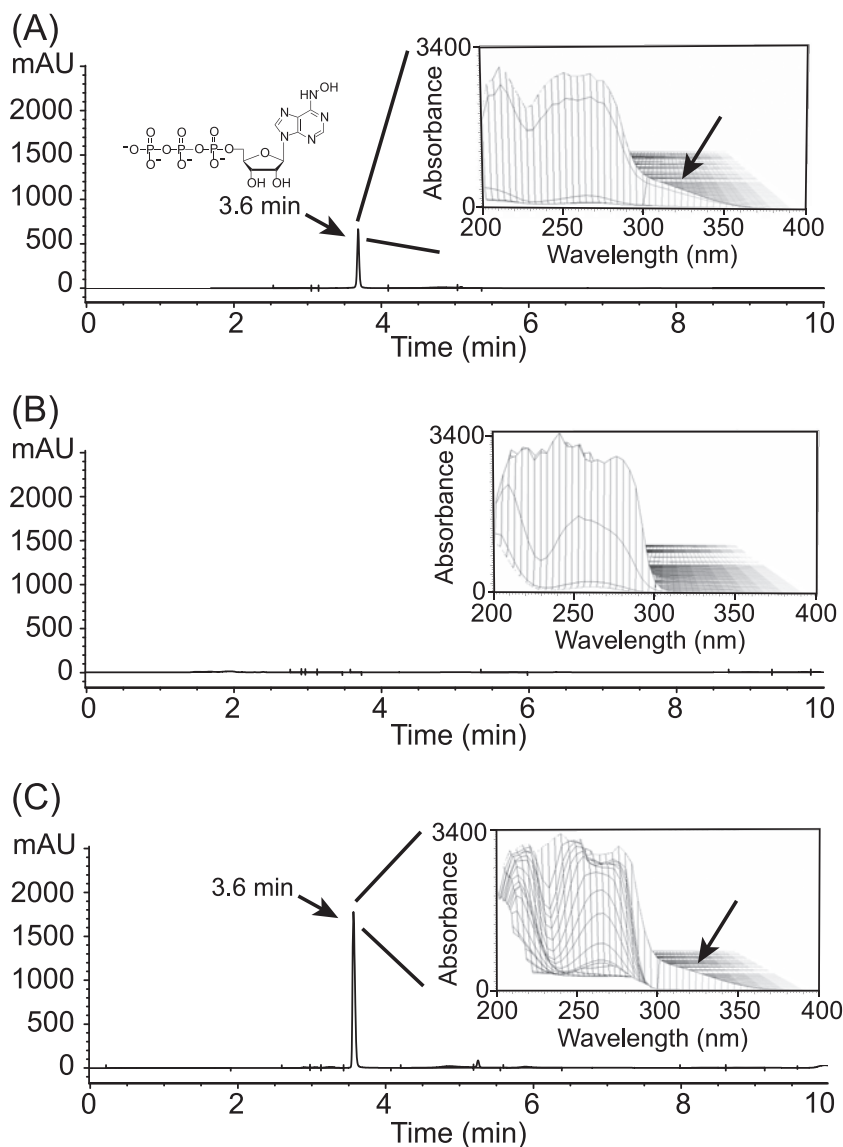 (A)
mAU
2000
1500
1000
500
0
0 2 4 6 8 10
Time (min)
3.6 min
OH
HN
N N
N N
O O O
⁻O P O P O P O
O⁻ O⁻ O⁻
O
OH OH
3400
Absorbance
0
200 250 300 350 400
Wavelength (nm)
(B)
mAU
2000
1500
1000
500
0
0 2 4 6 8 10
Time (min)
3400
Absorbance
0
200 250 300 350 400
Wavelength (nm)
(C)
mAU
2000
1500
1000
500
0
0 2 4 6 8 10
Time (min)
3.6 min
3400
Absorbance
0
200 250 300 350 400
Wavelength (nm)